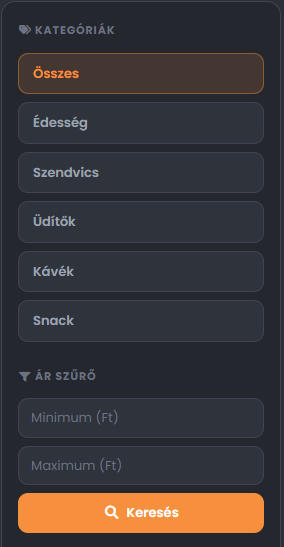 KATEGÓRIÁK
Összes
Édesség
Szendvics
Üdítők
Kávék
Snack
ÁR SZŰRŐ
Minimum (Ft)
Maximum (Ft)
Keresés